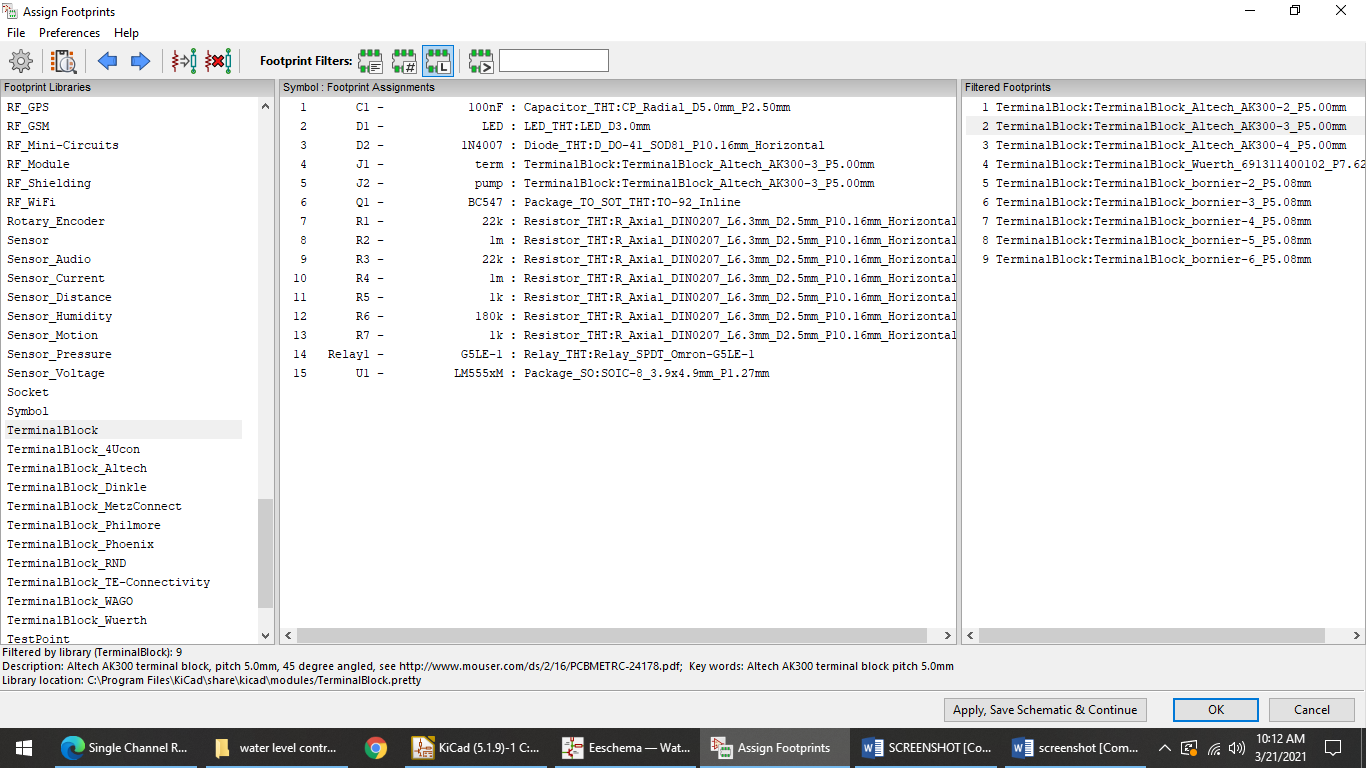 Assign Footprints
File Preferences Help
Footprint Filters:
Footprint Libraries
RF_GPS
RF_GSM
RF_Mini-Circuits
RF_Module
RF_Shielding
RF_WiFi
Rotary_Encoder
Sensor
Sensor_Audio
Sensor_Current
Sensor_Distance
Sensor_Humidity
Sensor_Motion
Sensor_Pressure
Sensor_Voltage
Socket
Symbol
TerminalBlock
TerminalBlock_4Ucon
TerminalBlock_Altech
TerminalBlock_Dinkle
TerminalBlock_MetzConnect
TerminalBlock_Philmore
TerminalBlock_Phoenix
TerminalBlock_RND
TerminalBlock_TE-Connectivity
TerminalBlock_WAGO
TerminalBlock_Wuerth
TestPoint
Symbol : Footprint Assignments
1 C1 - 100nF : Capacitor_THT:CP_Radial_D5.0mm_P2.50mm
2 D1 - LED : LED_THT:LED_D3.0mm
3 D2 - 1N4007 : Diode_THT:D_DO-41_SOD81_P10.16mm_Horizontal
4 J1 - term : TerminalBlock:TerminalBlock_Altech_AK300-3_P5.00mm
5 J2 - pump : TerminalBlock:TerminalBlock_Altech_AK300-3_P5.00mm
6 Q1 - BC547 : Package_TO_SOT_THT:TO-92_Inline
7 R1 - 22k : Resistor_THT:R_Axial_DIN0207_L6.3mm_D2.5mm_P10.16mm_Horizontal
8 R2 - 1m : Resistor_THT:R_Axial_DIN0207_L6.3mm_D2.5mm_P10.16mm_Horizontal
9 R3 - 22k : Resistor_THT:R_Axial_DIN0207_L6.3mm_D2.5mm_P10.16mm_Horizontal
10 R4 - 1m : Resistor_THT:R_Axial_DIN0207_L6.3mm_D2.5mm_P10.16mm_Horizontal
11 R5 - 1k : Resistor_THT:R_Axial_DIN0207_L6.3mm_D2.5mm_P10.16mm_Horizontal
12 R6 - 180k : Resistor_THT:R_Axial_DIN0207_L6.3mm_D2.5mm_P10.16mm_Horizontal
13 R7 - 1k : Resistor_THT:R_Axial_DIN0207_L6.3mm_D2.5mm_P10.16mm_Horizontal
14 Relay1 - G5LE-1 : Relay_THT:Relay_SPDT_Omron-G5LE-1
15 U1 - LM555xM : Package_SO:SOIC-8_3.9x4.9mm_P1.27mm
Filtered Footprints
1 TerminalBlock:TerminalBlock_Altech_AK300-2_P5.00mm
2 TerminalBlock:TerminalBlock_Altech_AK300-3_P5.00mm
3 TerminalBlock:TerminalBlock_Altech_AK300-4_P5.00mm
4 TerminalBlock:TerminalBlock_Wuerth_691311400102_P7.62
5 TerminalBlock:TerminalBlock_bornier-2_P5.08mm
6 TerminalBlock:TerminalBlock_bornier-3_P5.08mm
7 TerminalBlock:TerminalBlock_bornier-4_P5.08mm
8 TerminalBlock:TerminalBlock_bornier-5_P5.08mm
9 TerminalBlock:TerminalBlock_bornier-6_P5.08mm
Filtered by library (TerminalBlock): 9
Description: Altech AK300 terminal block, pitch 5.0mm, 45 degree angled, see http://www.mouser.com/ds/2/16/PCBMETRC-24178.pdf; Key words: Altech AK300 terminal block pitch 5.0mm
Library location: C:\Program Files\KiCad\share\kicad\modules/TerminalBlock.pretty
Apply, Save Schematic & Continue OK Cancel
Single Channel R... water level contr... KiCad (5.1.9)-1 C:... Eeschema — Wat... Assign Footprints SCREENSHOT [Co... screenshot [Com... 10:12 AM
3/21/2021